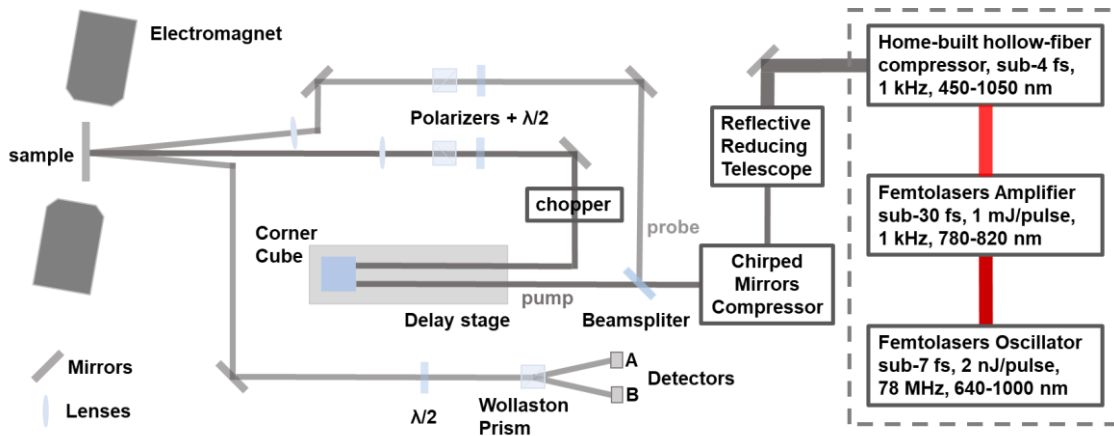 Electromagnet
sample
Polarizers + λ/2
chopper
Corner
Cube
pump
probe
Delay stage
Beamspliter
Mirrors
Lenses
λ/2
Wollaston
Prism
A
B
Detectors
Reflective
Reducing
Telescope
Chirped
Mirrors
Compressor
Home-built hollow-fiber
compressor, sub-4 fs,
1 kHz, 450-1050 nm
Femtolasers Amplifier
sub-30 fs, 1 mJ/pulse,
1 kHz, 780-820 nm
Femtolasers Oscillator
sub-7 fs, 2 nJ/pulse,
78 MHz, 640-1000 nm